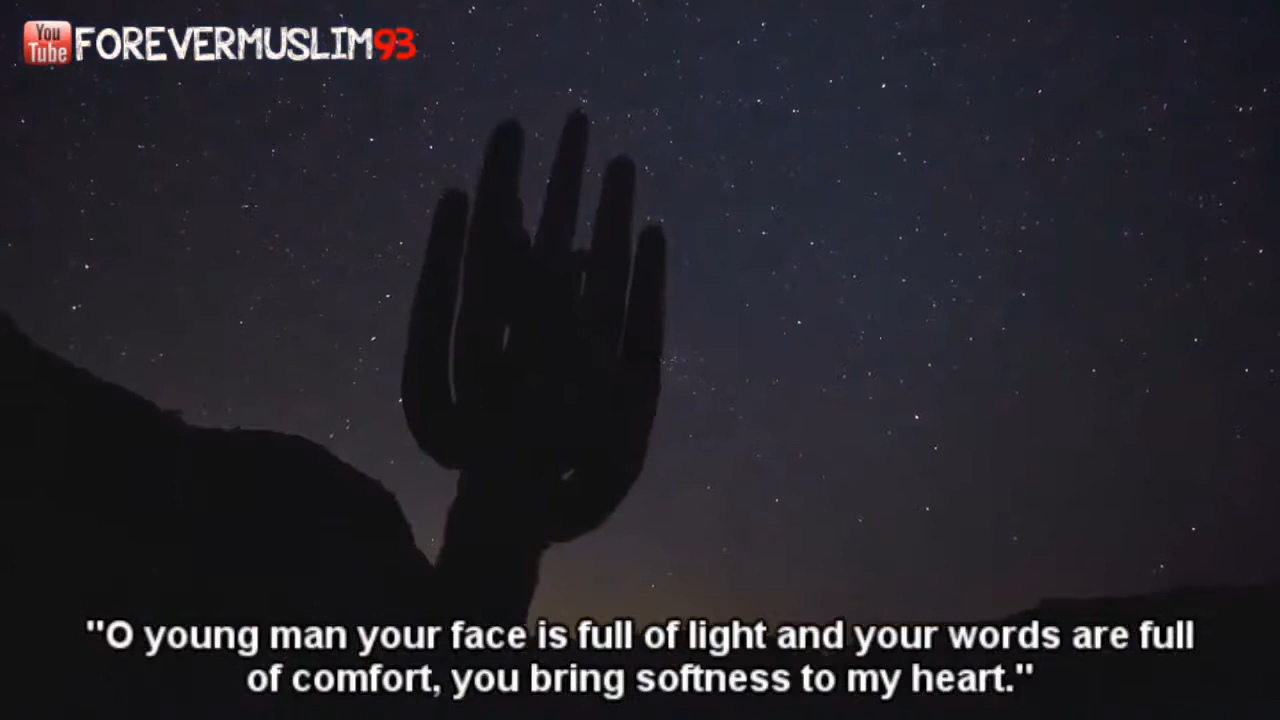 You
Tube
FOREVERMUSLIM93
"O young man your face is full of light and your words are full
of comfort, you bring softness to my heart."